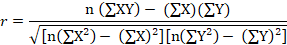 r = n (∑XY) − (∑X)(∑Y) / √[n(∑X²) − (∑X)²][n(∑Y²) − (∑Y)²]